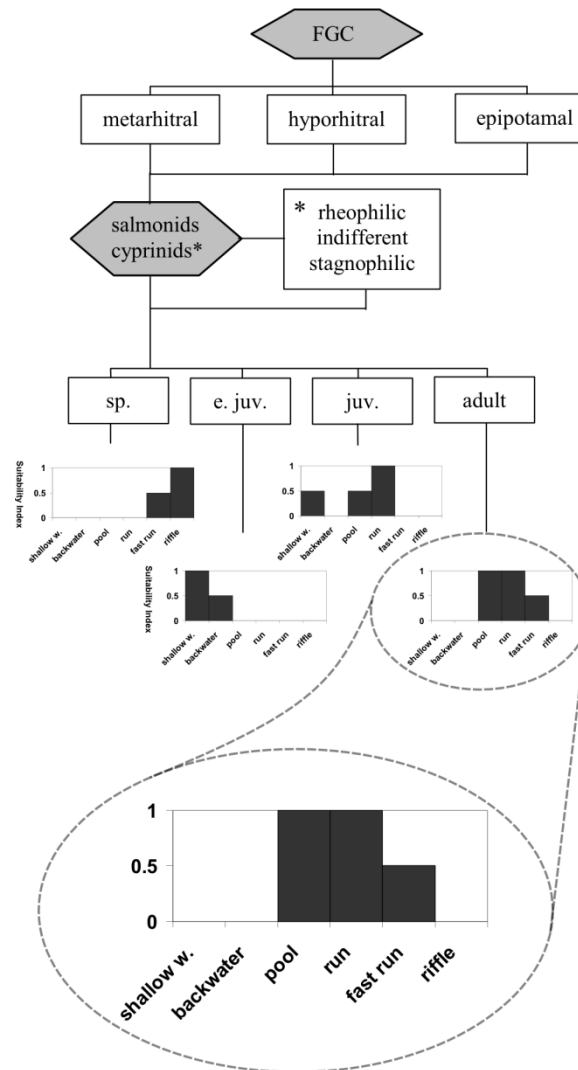 FGC
metarhitral
hyporhitral
epipotamal
salmonids
cyprinids*
* rheophilic
indifferent
stagnophilic
sp.
e. juv.
juv.
adult
Suitability Index
1
0.5
0
shallow w.
backwater
pool
run
fast run
riffle
1
0.5
0
shallow w.
backwater
pool
run
fast run
riffle
Suitability Index
1
0.5
0
shallow w.
backwater
pool
run
fast run
riffle
1
0.5
0
shallow w.
backwater
pool
run
fast run
riffle
1
0.5
0
shallow w.
backwater
pool
run
fast run
riffle